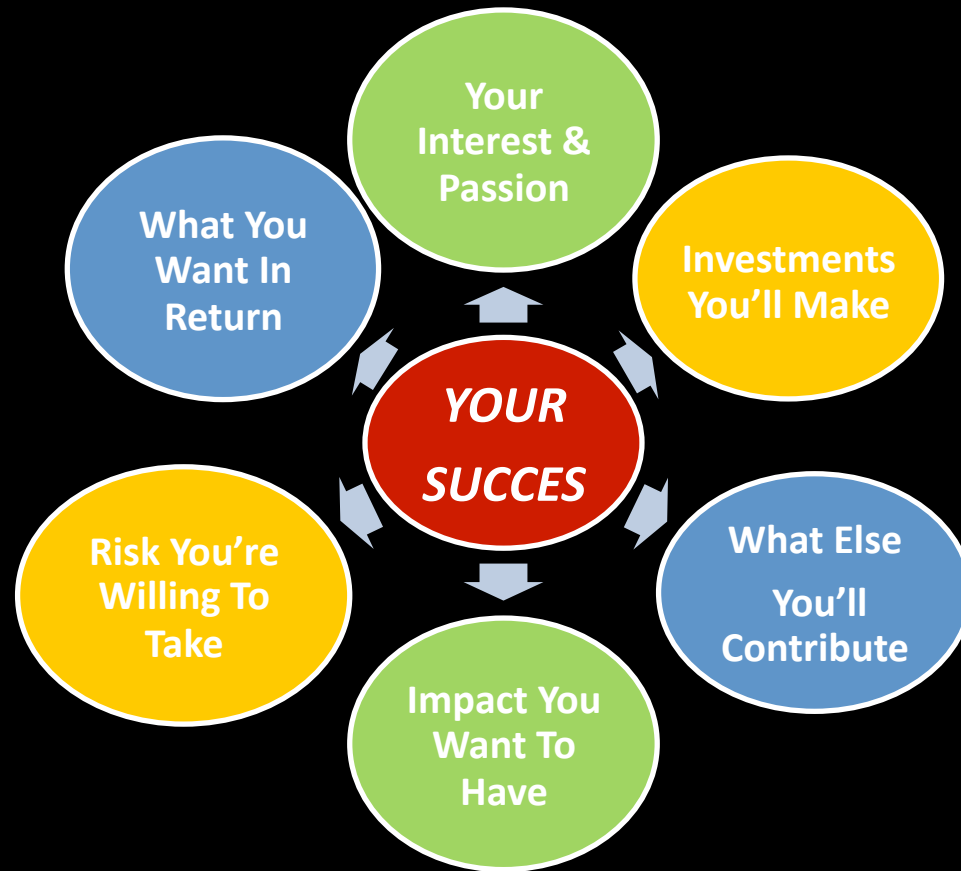 Your
Interest &
Passion
What You
Want In
Return
Investments
You’ll Make
YOUR
SUCCES
Risk You’re
Willing To
Take
What Else
You’ll
Contribute
Impact You
Want To
Have